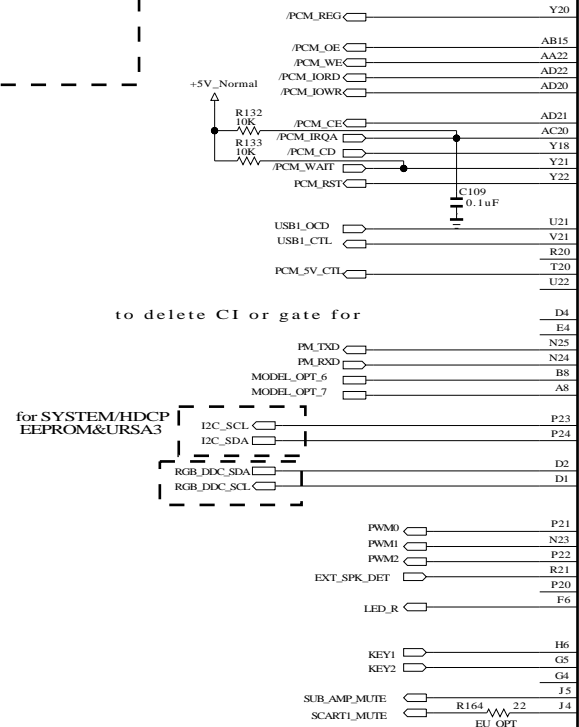 /PCM_REG Y20
/PCM_OE AB15
/PCM_WE AA22
/PCM_IORD AD22
/PCM_IOWR AD20
+5V_Normal
R132
10K
/PCM_CE AD21
/PCM_IRQA AC20
R133
10K
/PCM_CD Y18
/PCM_WAIT Y21
PCM_RST Y22
C109
0.1uF
USB1_OCD U21
USB1_CTL V21
R20
PCM_5V_CTL T20
U22
to delete CI or gate for
D4
E4
PM_TXD N25
PM_RXD N24
MODEL_OPT_6 B8
MODEL_OPT_7 A8
for SYSTEM/HDCP
EEPROM&URSA3
I2C_SCL P23
I2C_SDA P24
RGB_DDC_SDA D2
RGB_DDC_SCL D1
PWM0 P21
PWM1 N23
PWM2 P22
EXT_SPK_DET R21
P20
LED_R F6
KEY1 H6
KEY2 G5
G4
SUB_AMP_MUTE J5
SCART1_MUTE R164 22 J4
EU_OPT